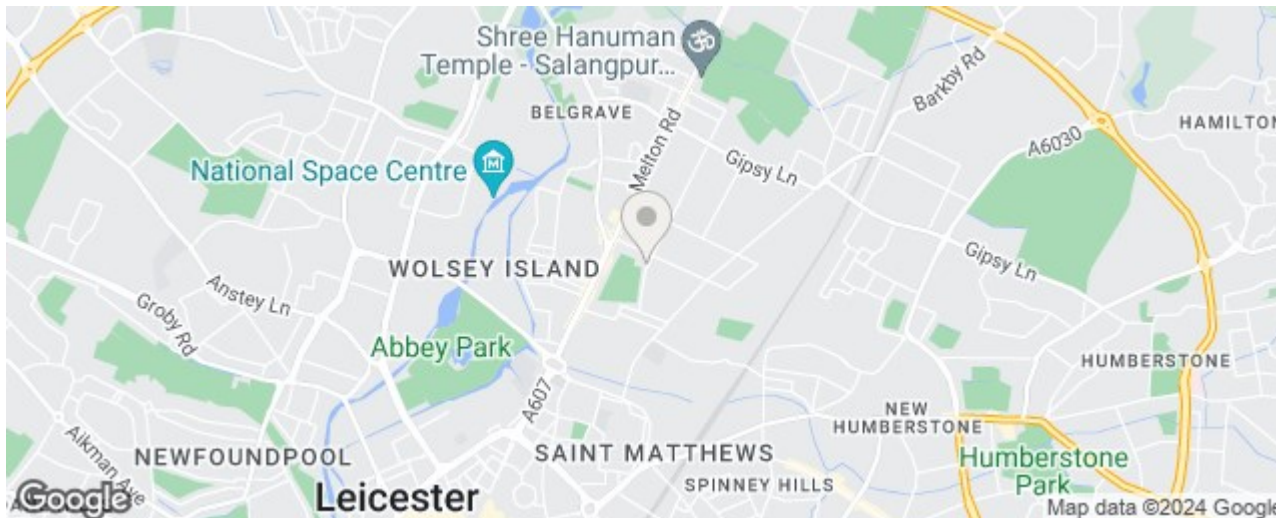 Shree Hanuman
Temple - Salangpur...
BELGRAVE
Melton Rd
Barkby Rd
A6030
HAMILTON
National Space Centre
Gipsy Ln
WOLSEY ISLAND
Gipsy Ln
Anstey Ln
Groby Rd
Abbey Park
HUMBERSTONE
A607
NEW
HUMBERSTONE
Aikman Ave
NEWFOUNDPOOL
SAINT MATTHEWS
Humberstone
Park
SPINNEY HILLS
Leicester
Google
Map data ©2024 Google